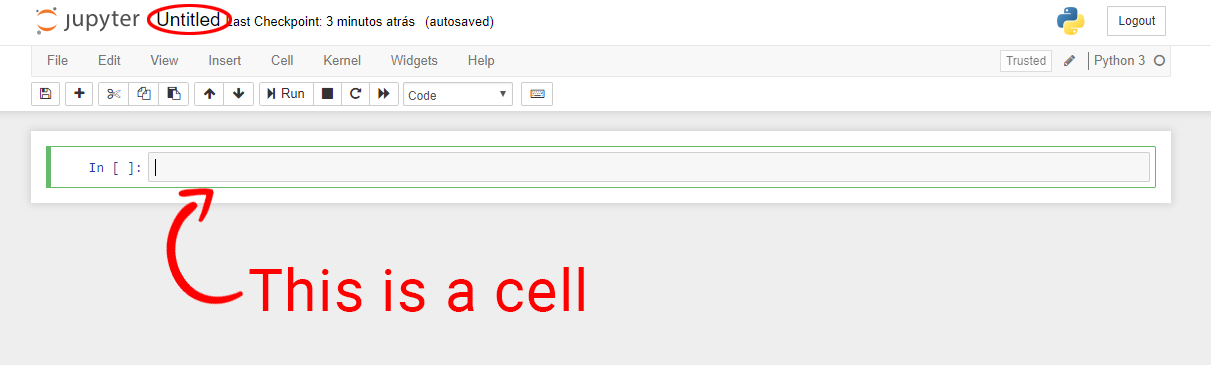 jupyter Untitled Last Checkpoint: 3 minutos atrás (autosaved) Logout
File Edit View Insert Cell Kernel Widgets Help Trusted Python 3
Run Code
In [ ]:
This is a cell